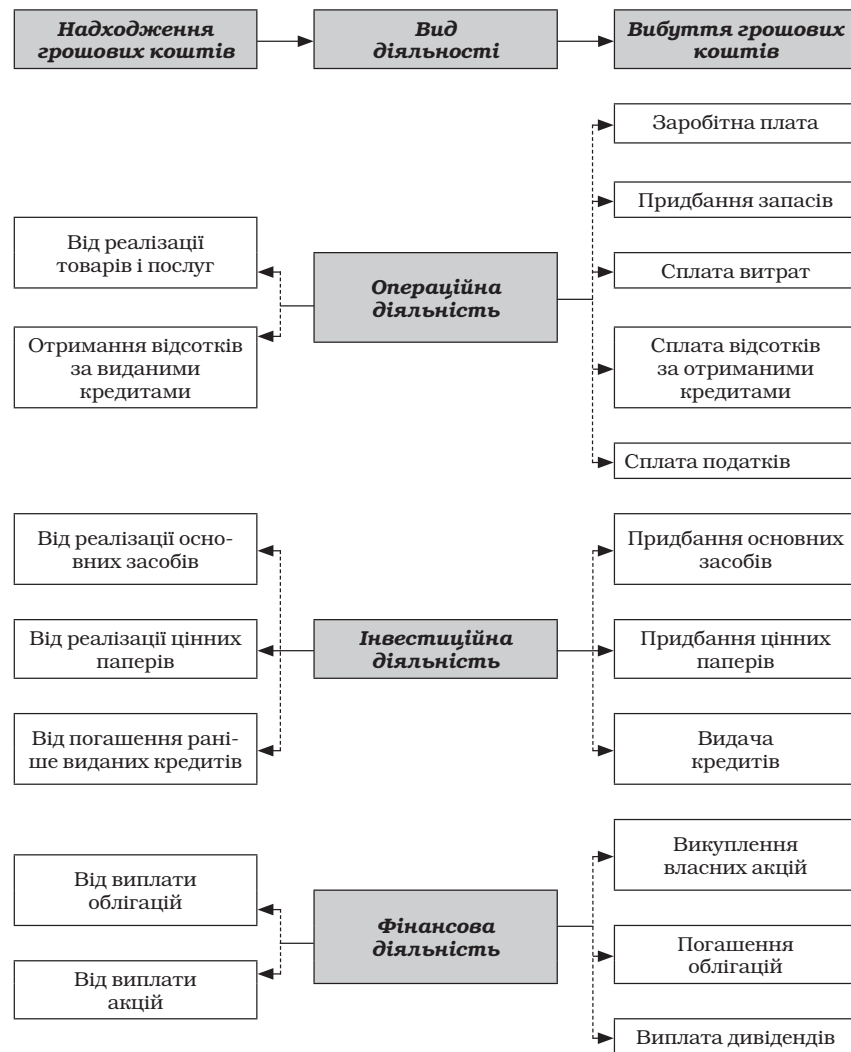 Надходження
грошових коштів
Вид
діяльності
Вибуття грошових
коштів
Від реалізації
товарів і послуг
Отримання відсотків
за виданими
кредитами
Операційна
діяльність
Заробітна плата
Придбання запасів
Сплата витрат
Сплата відсотків
за отриманими
кредитами
Сплата податків
Від реалізації осно-
вних засобів
Від реалізації цінних
паперів
Від погашення рані-
ше виданих кредитів
Інвестиційна
діяльність
Придбання основних
засобів
Придбання цінних
паперів
Видача
кредитів
Від виплати
облігацій
Від виплати
акцій
Фінансова
діяльність
Викуплення
власних акцій
Погашення
облігацій
Виплата дивідендів